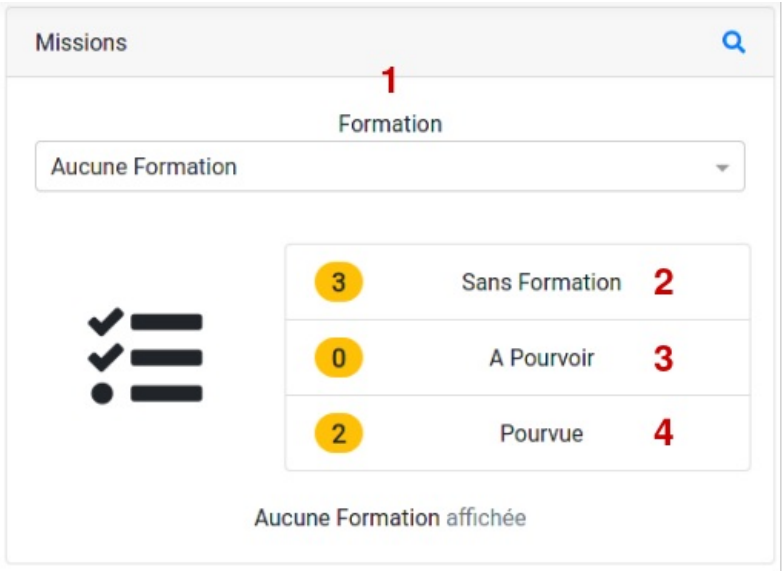 Missions
1
Formation
Aucune Formation
3 Sans Formation 2
0 A Pourvoir 3
2 Pourvue 4
Aucune Formation affichée